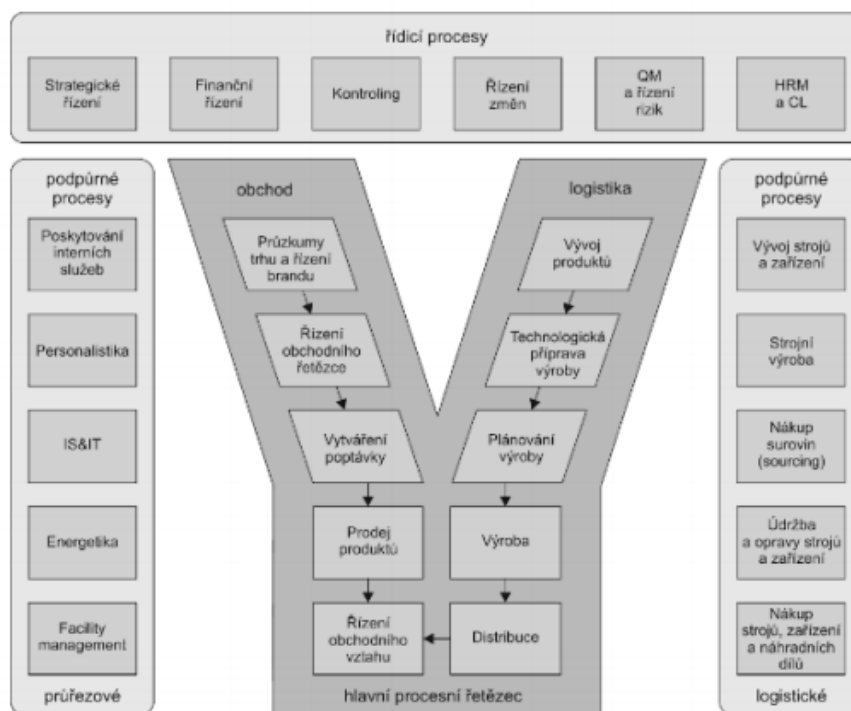 řídicí procesy
Strategické
řízení
Finanční
řízení
Kontroling
Řízení
změn
QM
a řízení
rizik
HRM
a CL
podpůrné
procesy
Poskytování
interních
služeb
Personalistika
IS&IT
Energetika
Facility
management
průřezové
obchod
Průzkumy
trhu a řízení
brandu
Řízení
obchodního
řetězce
Vytváření
poptávky
Prodej
produktů
Řízení
obchodního
vztahu
logistika
Vývoj
produktů
Technologická
příprava
výroby
Plánování
výroby
Výroba
Distribuce
hlavní procesní řetězec
podpůrné
procesy
Vývoj strojů
a zařízení
Strojní
výroba
Nákup
surovin
(sourcing)
Údržba
a opravy strojů
a zařízení
Nákup
strojů, zařízení
a náhradních
dílů
logistické